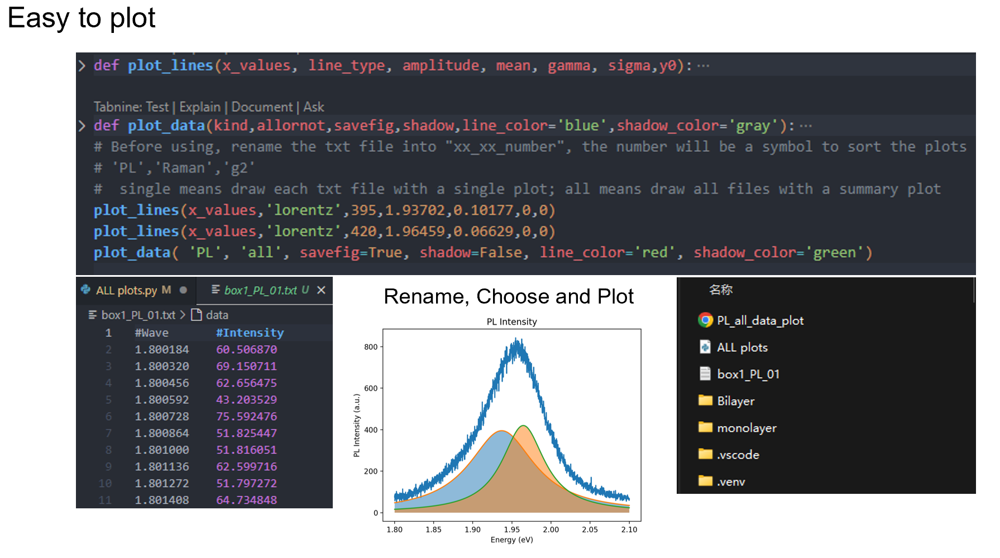 Easy to plot
def plot_lines(x_values, line_type, amplitude, mean, gamma, sigma,y0):···
Tabnine: Test | Explain | Document | Ask
def plot_data(kind,allornot,savefig,shadow,line_color='blue',shadow_color='gray'):···
# Before using, rename the txt file into "xx_xx_number", the number will be a symbol to sort the plots
# 'PL','Raman','g2'
#  single means draw each txt file with a single plot; all means draw all files with a summary plot
plot_lines(x_values,'lorentz',395,1.93702,0.10177,0,0)
plot_lines(x_values,'lorentz',420,1.96459,0.06629,0,0)
plot_data( 'PL', 'all', savefig=True, shadow=False, line_color='red', shadow_color='green')
ALL plots.py M
box1_PL_01.txt U
box1_PL_01.txt > data
1 #Wave #Intensity
2 1.800184 60.506870
3 1.800320 69.150711
4 1.800456 62.656475
5 1.800592 43.203529
6 1.800728 75.592476
7 1.800864 51.825447
8 1.801000 51.816051
9 1.801136 62.599716
10 1.801272 51.797272
11 1.801408 64.734848
Rename, Choose and Plot
PL Intensity
PL Intensity (a.u.)
800
600
400
200
0
1.80 1.85 1.90 1.95 2.00 2.05 2.10
Energy (eV)
名称
PL_all_data_plot
ALL plots
box1_PL_01
Bilayer
monolayer
.vscode
.venv